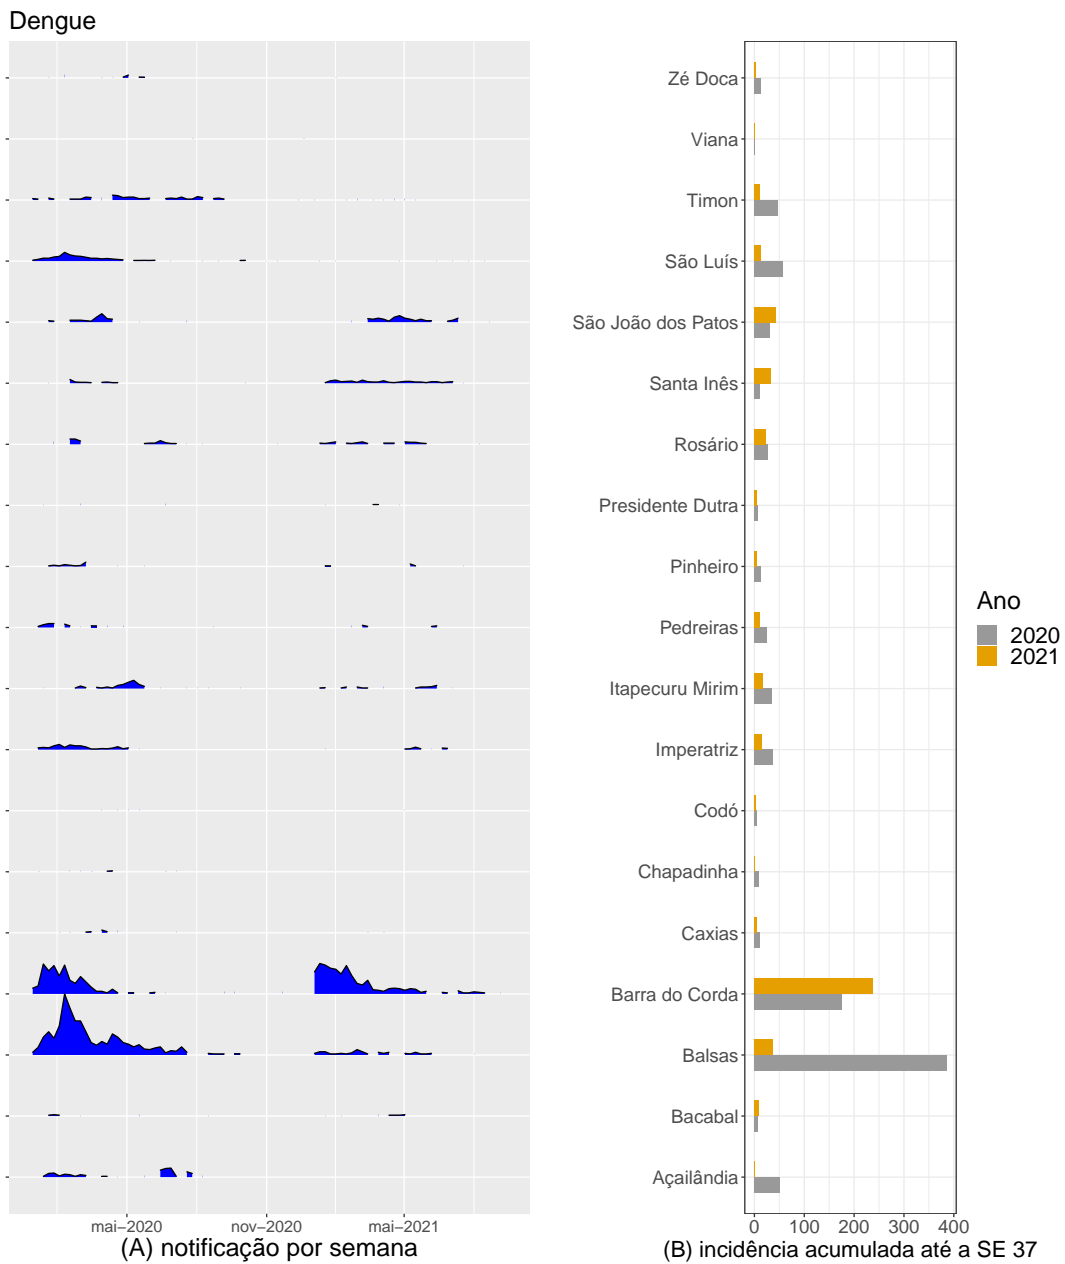 Dengue
Zé Doca
Viana
Timon
São Luís
São João dos Patos
Santa Inês
Rosário
Presidente Dutra
Pinheiro
Pedreiras
Itapecuru Mirim
Imperatriz
Codó
Chapadinha
Caxias
Barra do Corda
Balsas
Bacabal
Açailândia
mai−2020 nov−2020 mai−2021
(A) notificação por semana
0 100 200 300 400
(B) incidência acumulada até a SE 37
Ano
2020
2021